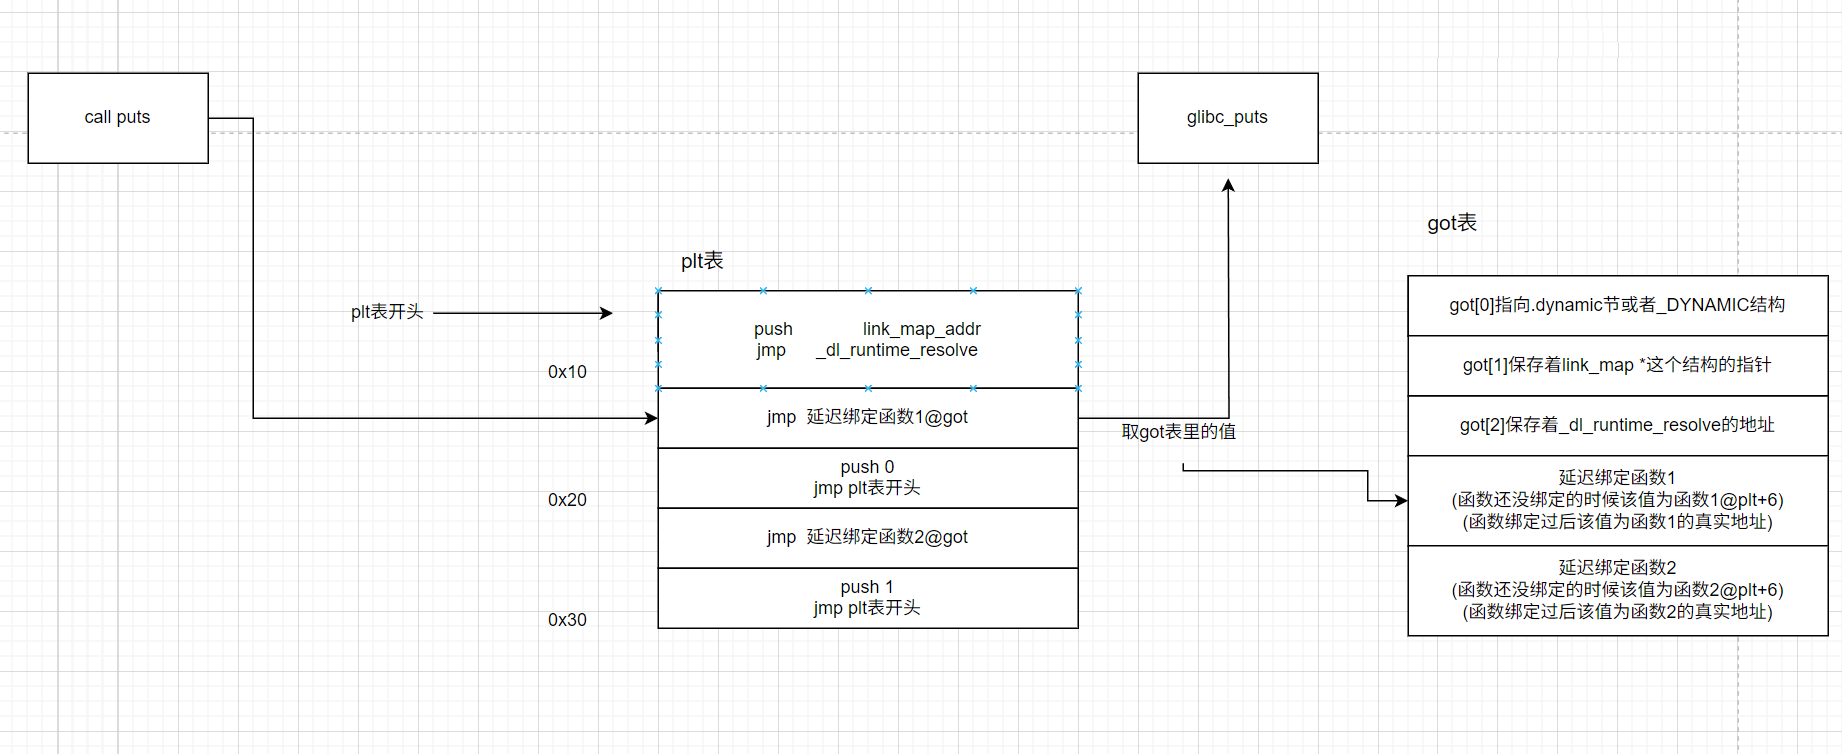 call puts
glibc_puts
got表
plt表
plt表开头
push link_map_addr
jmp _dl_runtime_resolve
0x10
jmp 延迟绑定函数1@got
取got表里的值
push 0
jmp plt表开头
0x20
jmp 延迟绑定函数2@got
push 1
jmp plt表开头
0x30
got[0]指向.dynamic节或者_DYNAMIC结构
got[1]保存着link_map *这个结构的指针
got[2]保存着_dl_runtime_resolve的地址
延迟绑定函数1
(函数还没绑定的时候该值为函数1@plt+6)
(函数绑定过后该值为函数1的真实地址)
延迟绑定函数2
(函数还没绑定的时候该值为函数2@plt+6)
(函数绑定过后该值为函数2的真实地址)